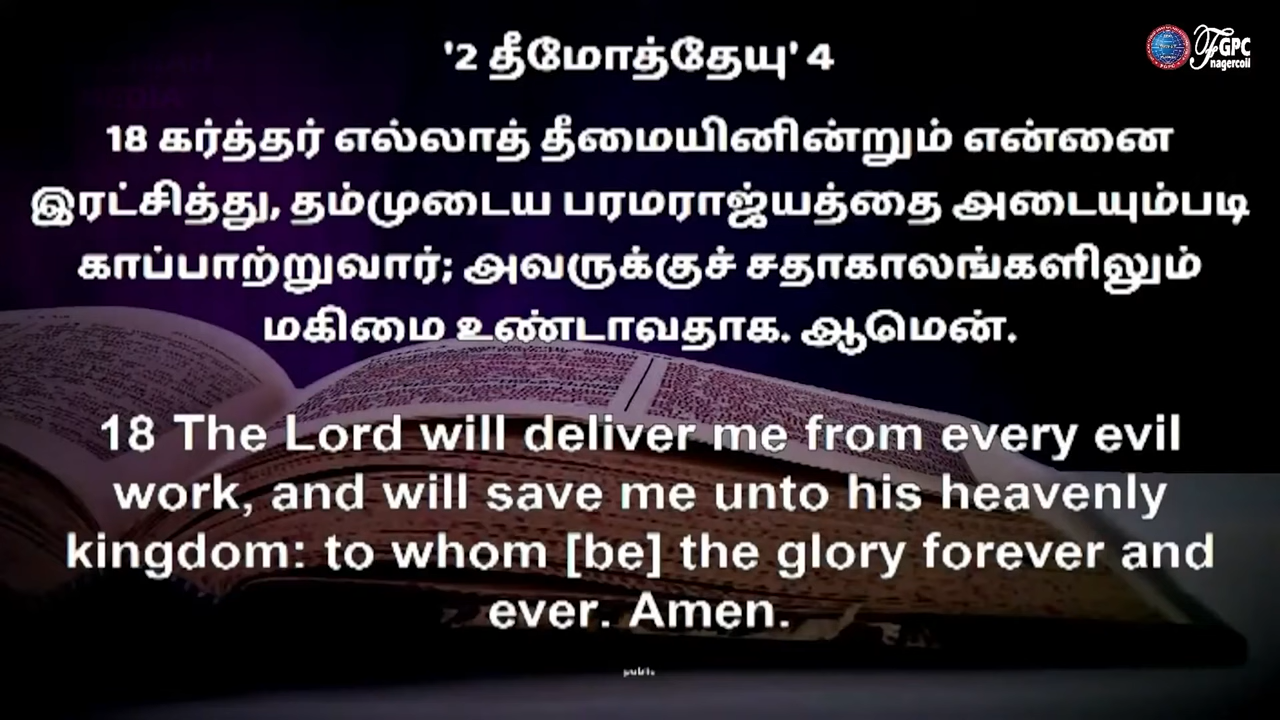 '2 தீமோத்தேயு' 4
FGPC
nagercoil
18 கர்த்தர் எல்லாத் தீமையினின்றும் என்னை
இரட்சித்து, தம்முடைய பரமராஜ்யத்தை அடையும்படி
காப்பாற்றுவார்; அவருக்குச் சதாகாலங்களிலும்
மகிமை உண்டாவதாக. ஆமென்.
18 The Lord will deliver me from every evil
work, and will save me unto his heavenly
kingdom: to whom [be] the glory forever and
ever. Amen.